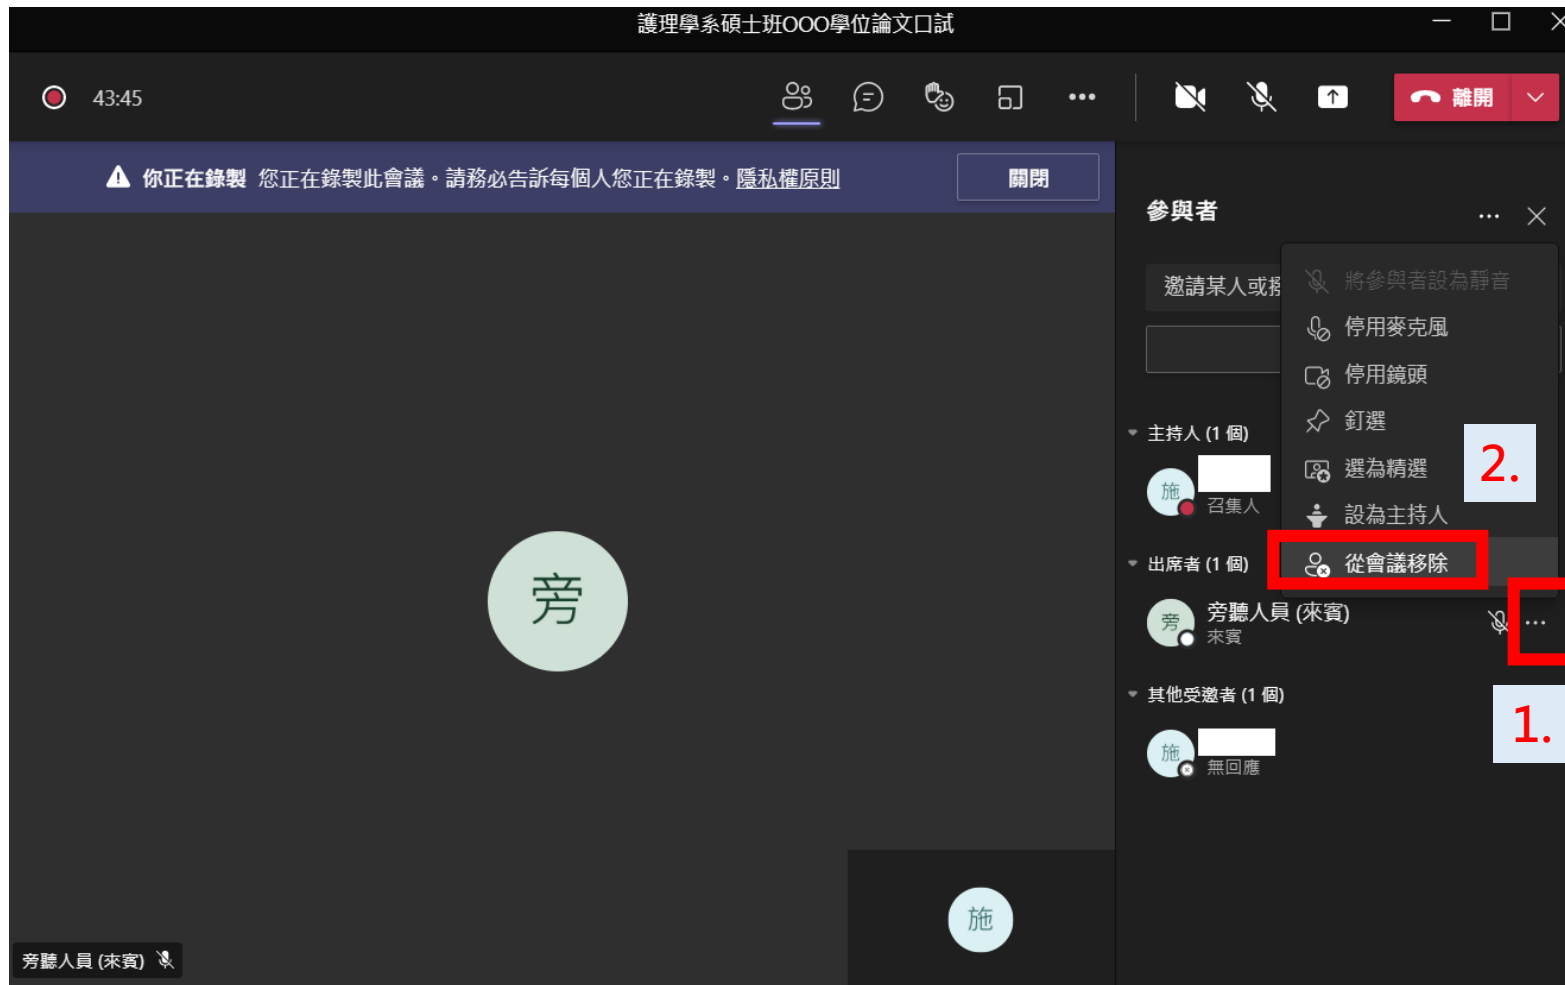 護理學系碩士班OOO學位論文口試
43:45
離開
你正在錄製 您正在錄製此會議。請務必告訴每個人您正在錄製。隱私權原則
關閉
參與者
邀請某人或
將參與者設為靜音
停用麥克風
停用鏡頭
釘選
選為精選
設為主持人
從會議移除
2.
主持人 (1 個)
施
召集人
出席者 (1 個)
旁
旁聽人員 (來賓)
來賓
1.
其他受邀者 (1 個)
施
無回應
旁
施
旁聽人員 (來賓)